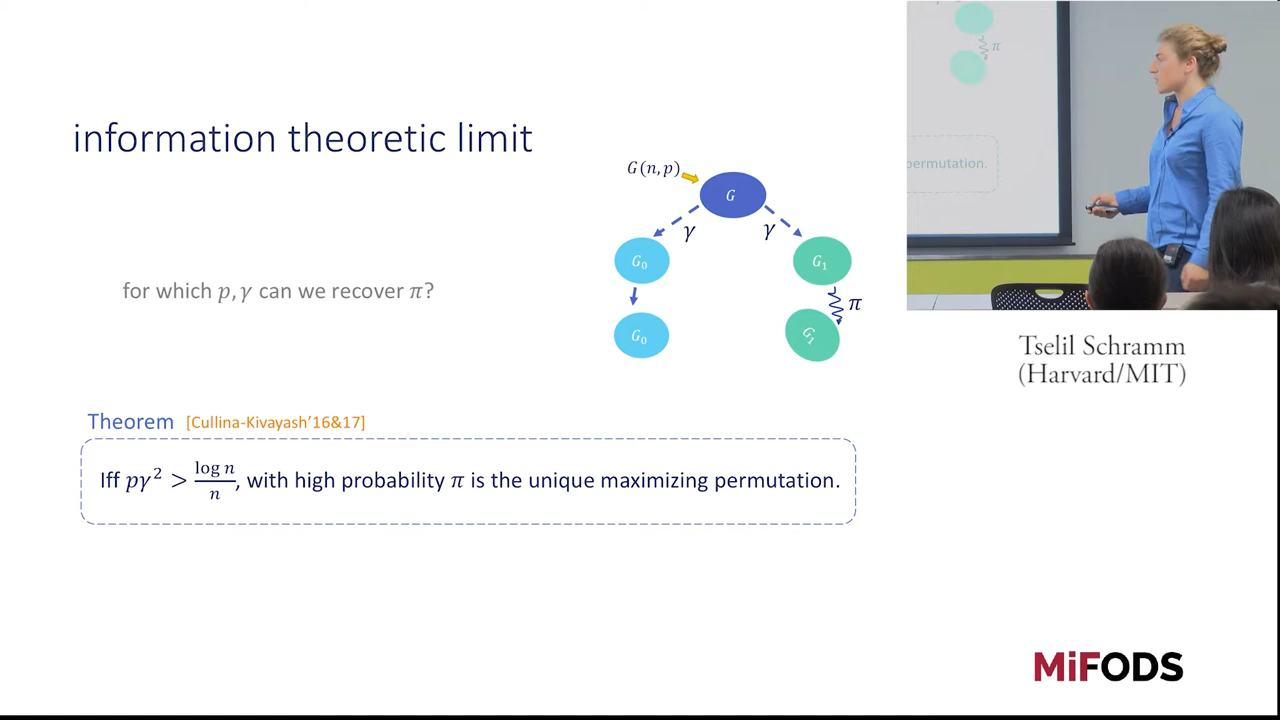 information theoretic limit
G(n, p)
G
γ γ
G₀ G₁
for which p, γ can we recover π?
π
G₀ G₁
Theorem [Cullina-Kivayash'16&17]
Iff pγ² > log n / n, with high probability π is the unique maximizing permutation.
π
permutation.
Tselil Schramm
(Harvard/MIT)
MiFODS